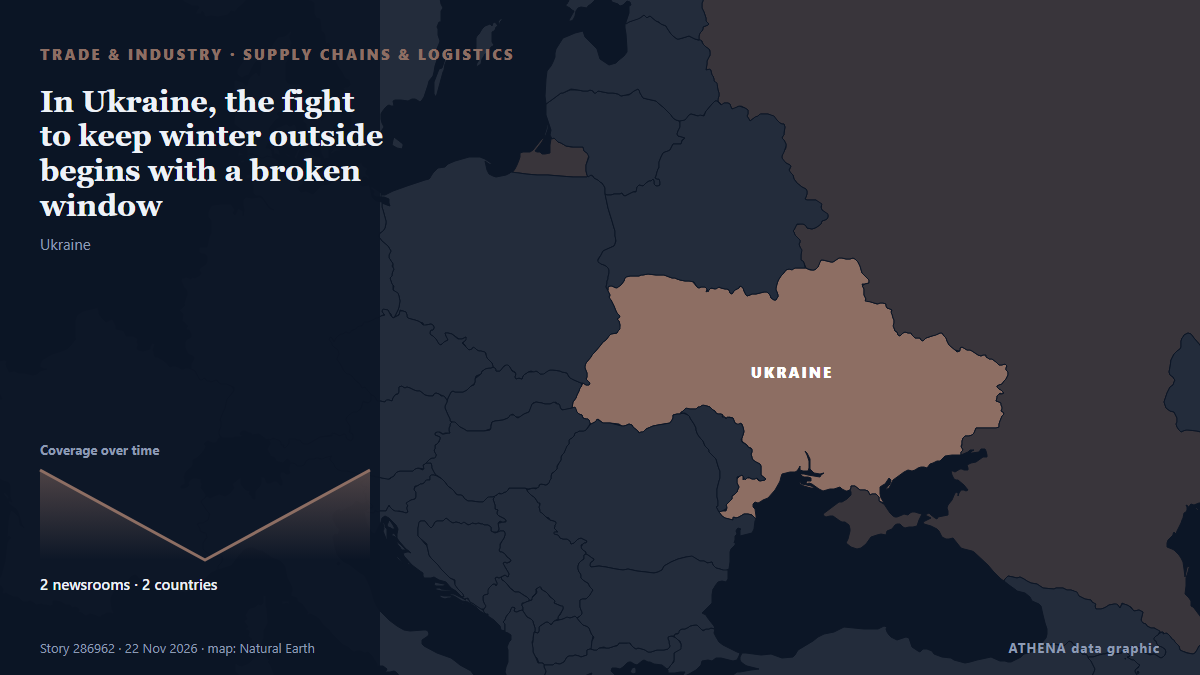 TRADE & INDUSTRY · SUPPLY CHAINS & LOGISTICS
In Ukraine, the fight
to keep winter outside
begins with a broken
window
Ukraine
UKRAINE
Coverage over time
2 newsrooms · 2 countries
Story 286962 · 22 Nov 2026 · map: Natural Earth
ATHENA data graphic